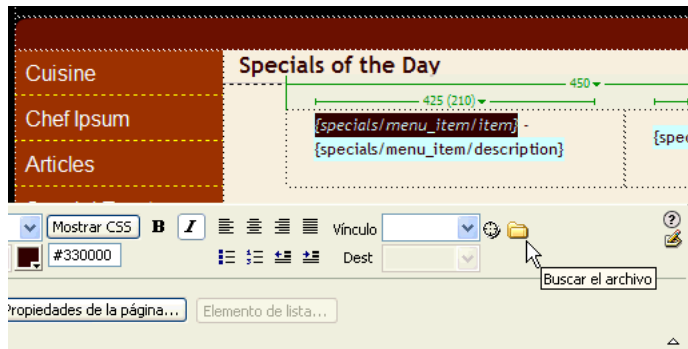 Cuisine
Specials of the Day
450
425 (210)
Chef Ipsum
{specials/menu_item/item} -
{specials/menu_item/description}
{spec
Articles
Mostrar CSS B I Vínculo
#330000 Dest
Buscar el archivo
Propiedades de la página... Elemento de lista...